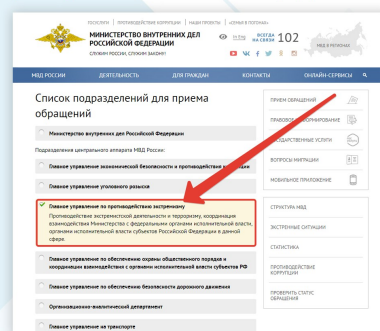 ГОСУСЛУГИ ПРОТИВОДЕЙСТВИЕ КОРРУПЦИИ НАШИ ПРОЕКТЫ
МИНИСТЕРСТВО ВНУТРЕННИХ ДЕЛ
РОССИЙСКОЙ ФЕДЕРАЦИИ
СЛУЖИМ РОССИИ, СЛУЖИМ ЗАКОНУ!
ВСЕГДА НА СВЯЗИ 102
МВД В РЕГИОНАХ
МВД РОССИИ ДЕЯТЕЛЬНОСТЬ ДЛЯ ГРАЖДАН КОНТАКТЫ ОНЛАЙН-СЕРВИСЫ
Список подразделений для приема
обращений
Министерство внутренних дел Российской Федерации
Подразделения центрального аппарата МВД России:
Главное управление экономической безопасности и противодействия
Главное управление уголовного розыска
Главное управление по противодействию экстремизму
Противодействие экстремистской деятельности и терроризму, координация
взаимодействия Министерства с федеральными органами исполнительной власти,
органами исполнительной власти субъектов Российской Федерации в данной
сфере.
Главное управление по обеспечению охраны общественного порядка и
координации взаимодействия с органами исполнительной власти субъектов РФ
Главное управление по обеспечению безопасности дорожного движения
Организационно-аналитический департамент
Главное управление на транспорте
ПРИЕМ ОБРАЩЕНИЙ
ПРАВОВОЕ
УСЛУГИ
ВОПРОСЫ МИГРАЦИИ
МОБИЛЬНОЕ ПРИЛОЖЕНИЕ
СТРУКТУРА МВД
ЭКСТРЕННЫЕ СИТУАЦИИ
СТАТИСТИКА
ПРОТИВОДЕЙСТВИЕ
КОРРУПЦИИ
ПРОВЕРИТЬ СТАТУС
ОБРАЩЕНИЯ